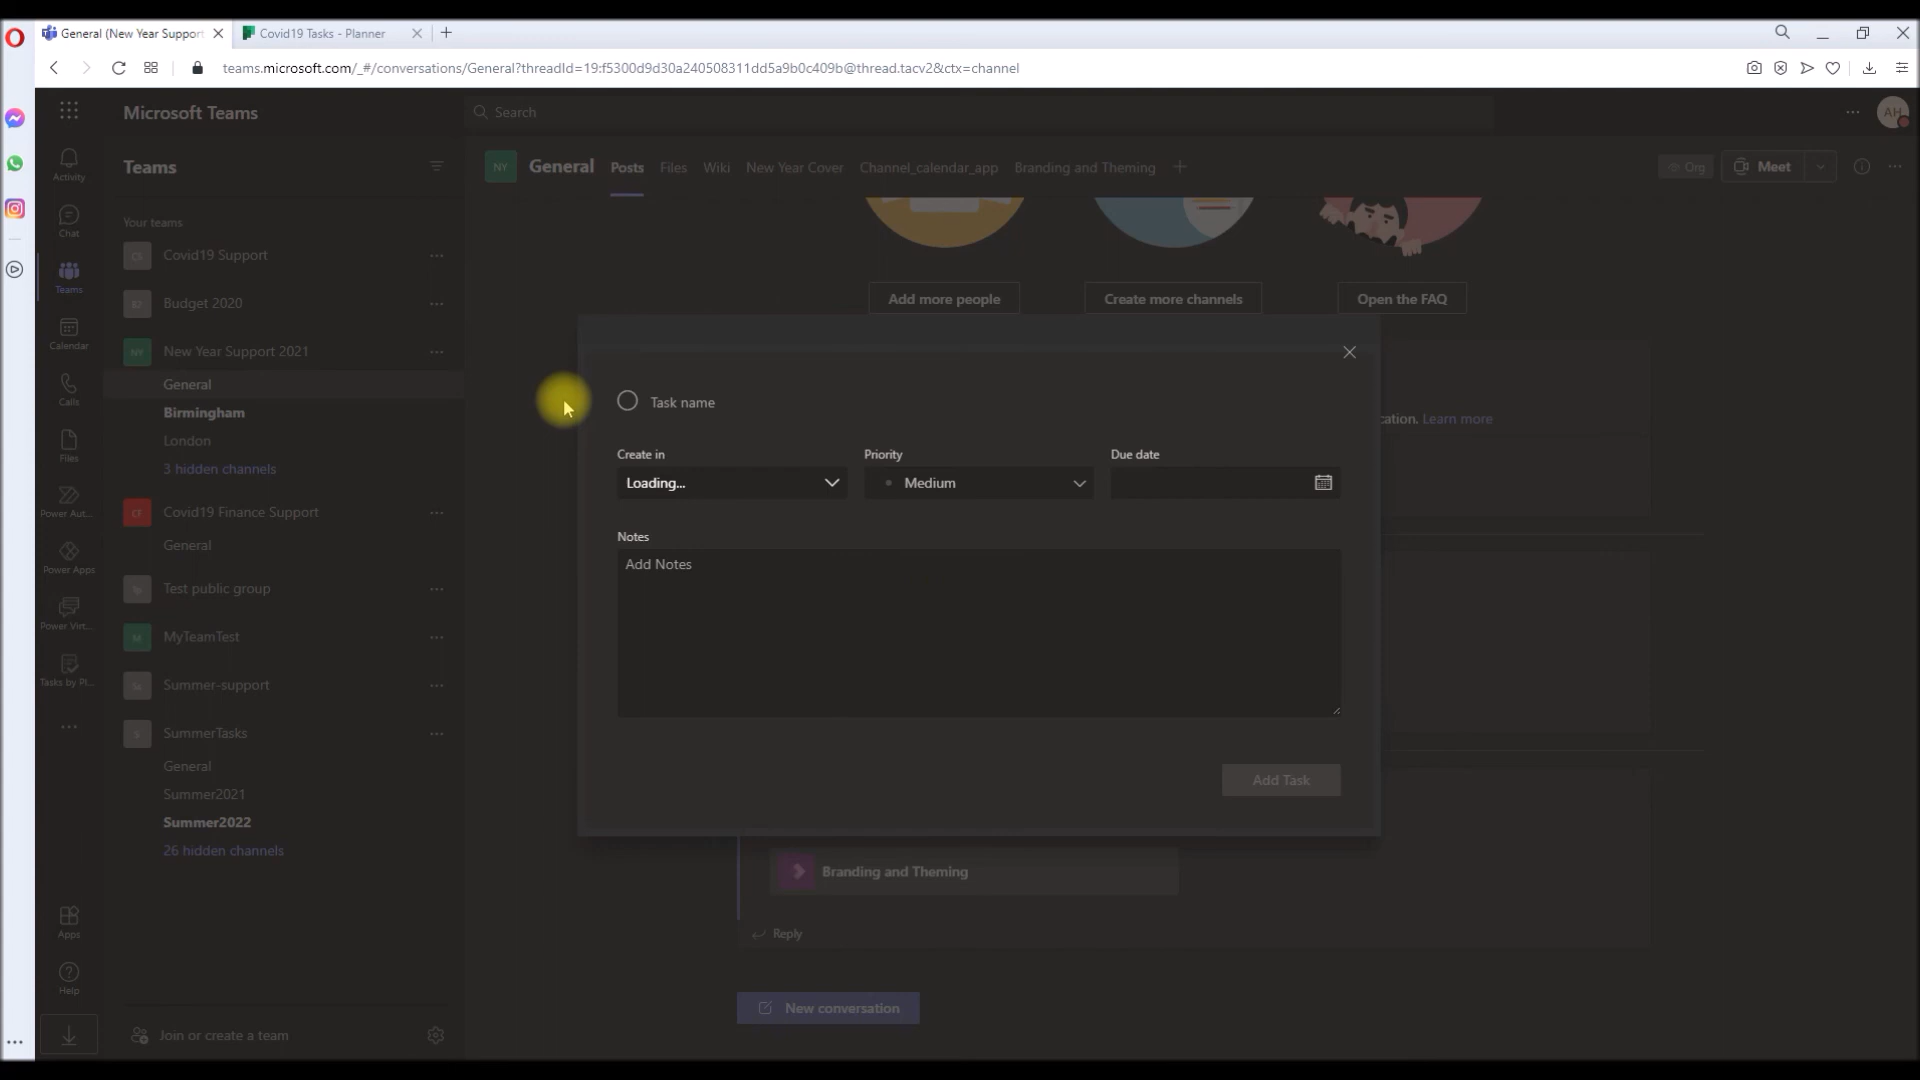 General (New Year Support
Covid19 Tasks - Planner
teams.microsoft.com/_#/conversations/General?threadId=19:f5300d9d30a240508311dd5a9b0c409b@thread.tacv2&ctx=channel
Microsoft Teams
Search
AH
Activity
Chat
Teams
Calendar
Calls
Files
Power Aut...
Power Apps
Power Virt...
Tasks by Pl...
Apps
Help
Teams
Your teams
CS Covid19 Support
B2 Budget 2020
NY New Year Support 2021
General
Birmingham
London
3 hidden channels
CF Covid19 Finance Support
General
Test public group
M MyTeamTest
Summer-support
S SummerTasks
General
Summer2021
Summer2022
26 hidden channels
Join or create a team
NY General Posts Files Wiki New Year Cover Channel_calendar_app Branding and Theming
Org Meet
Add more people Create more channels Open the FAQ
cation. Learn more
Task name
Create in Priority Due date
Loading... Medium
Notes
Add Notes
Add Task
Branding and Theming
Reply
New conversation